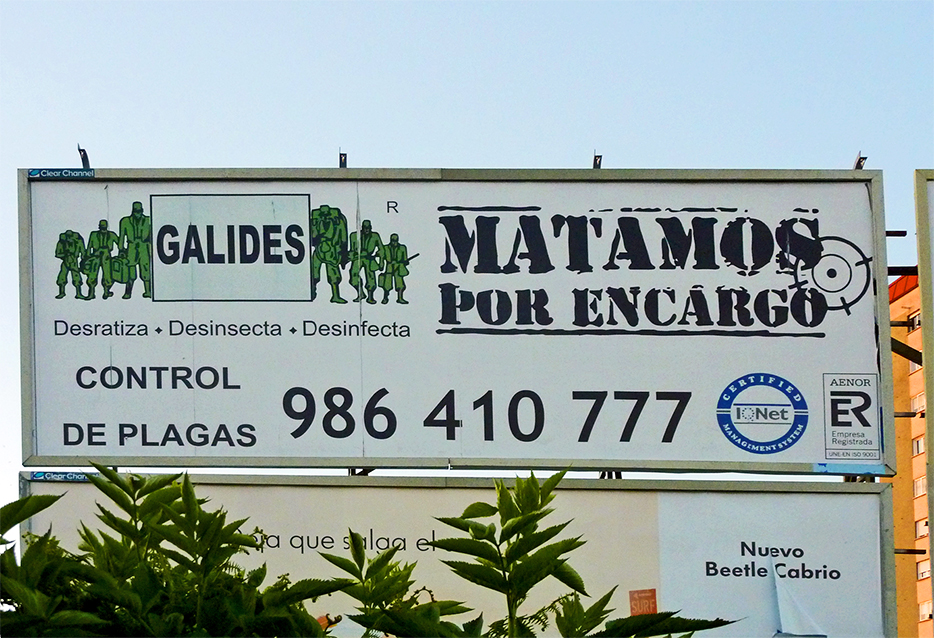 Clear Channel
GALIDES
R
Desratiza + Desinsecta + Desinfecta
MATAMOS
POR ENCARGO
CONTROL
DE PLAGAS
986 410 777
CERTIFIED
IQNet
MANAGEMENT SYSTEM
AENOR
ER
Empresa
Registrada
UNE-EN ISO 9001
Clear Channel
que salga el
Nuevo
Beetle Cabrio
SURF